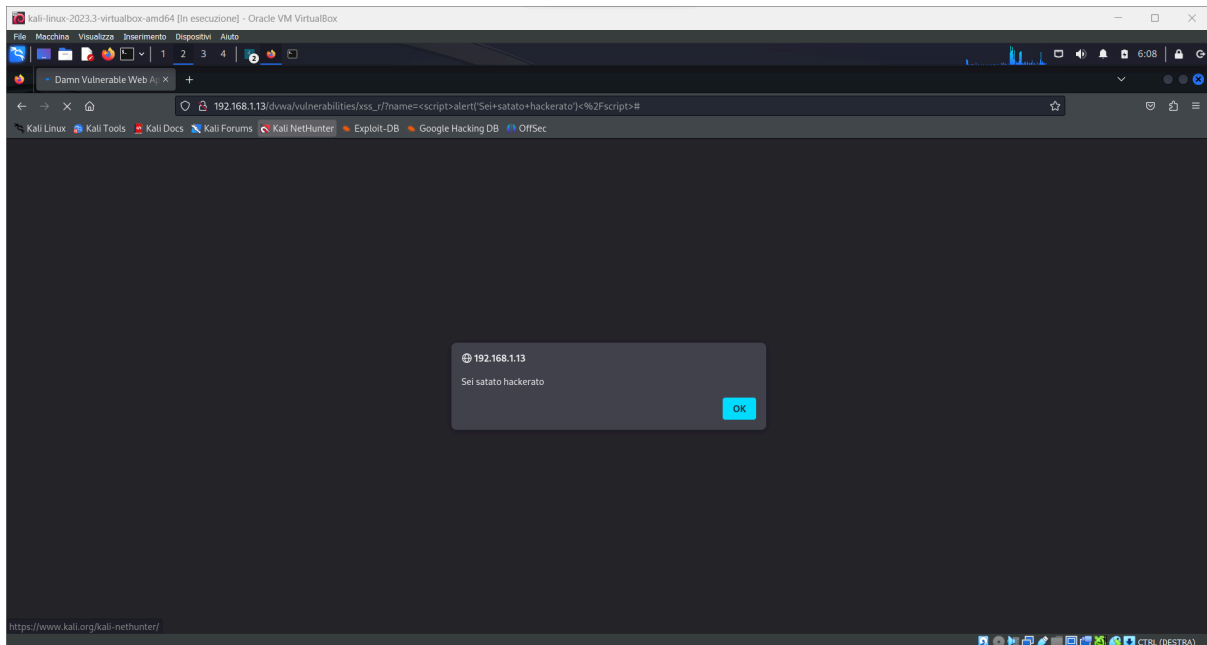 kali-linux-2023.3-virtualbox-amd64 [In esecuzione] - Oracle VM VirtualBox
File Macchina Visualizza Inserimento Dispositivi Aiuto
1 2 3 4 2 6:08
Damn Vulnerable Web Ap
192.168.1.13/dvwa/vulnerabilities/xss_r/?name=<script>alert('Sei+satato+hackerato')<%2Fscript>#
Kali Linux Kali Tools Kali Docs Kali Forums Kali NetHunter Exploit-DB Google Hacking DB OffSec
192.168.1.13
Sei satato hackerato
OK
https://www.kali.org/kali-nethunter/
CTRL (DESTRA)